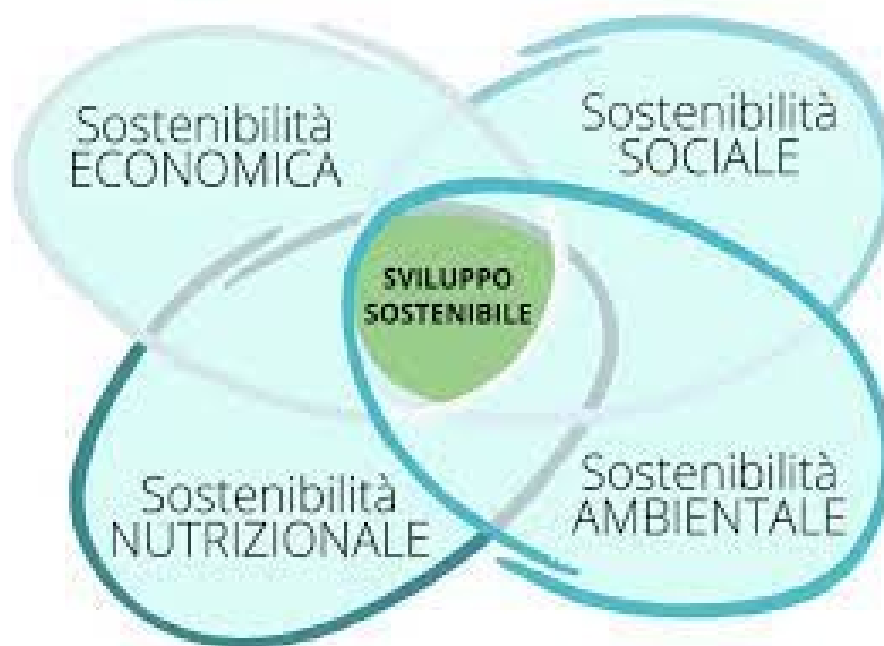 Sostenibilità
ECONOMICA
Sostenibilità
SOCIALE
SVILUPPO
SOSTENIBILE
Sostenibilità
NUTRIZIONALE
Sostenibilità
AMBIENTALE